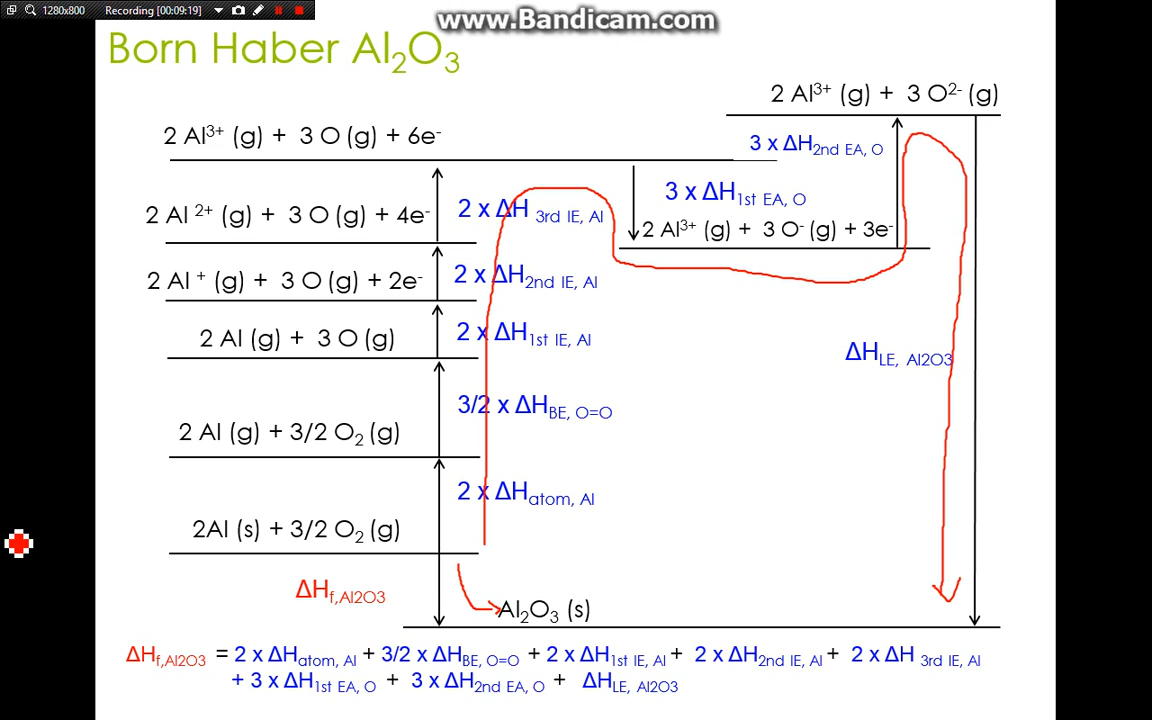 1280x800 Recording [00:09:19]
www.Bandicam.com
Born Haber Al₂O₃
2 Al³⁺ (g) + 3 O²⁻ (g)
2 Al³⁺ (g) + 3 O (g) + 6e⁻
3 x ΔH2nd EA, O
3 x ΔH1st EA, O
2 Al ²⁺ (g) + 3 O (g) + 4e⁻
2 x ΔH 3rd IE, Al
2 Al³⁺ (g) + 3 O⁻ (g) + 3e⁻
2 Al ⁺ (g) + 3 O (g) + 2e⁻
2 x ΔH2nd IE, Al
2 Al (g) + 3 O (g)
2 x ΔH1st IE, Al
ΔHLE, Al2O3
3/2 x ΔHBE, O=O
2 Al (g) + 3/2 O₂ (g)
2 x ΔHatom, Al
2Al (s) + 3/2 O₂ (g)
ΔHf,Al2O3
Al₂O₃ (s)
ΔHf,Al2O3 = 2 x ΔHatom, Al + 3/2 x ΔHBE, O=O + 2 x ΔH1st IE, Al + 2 x ΔH2nd IE, Al + 2 x ΔH 3rd IE, Al
+ 3 x ΔH1st EA, O + 3 x ΔH2nd EA, O + ΔHLE, Al2O3